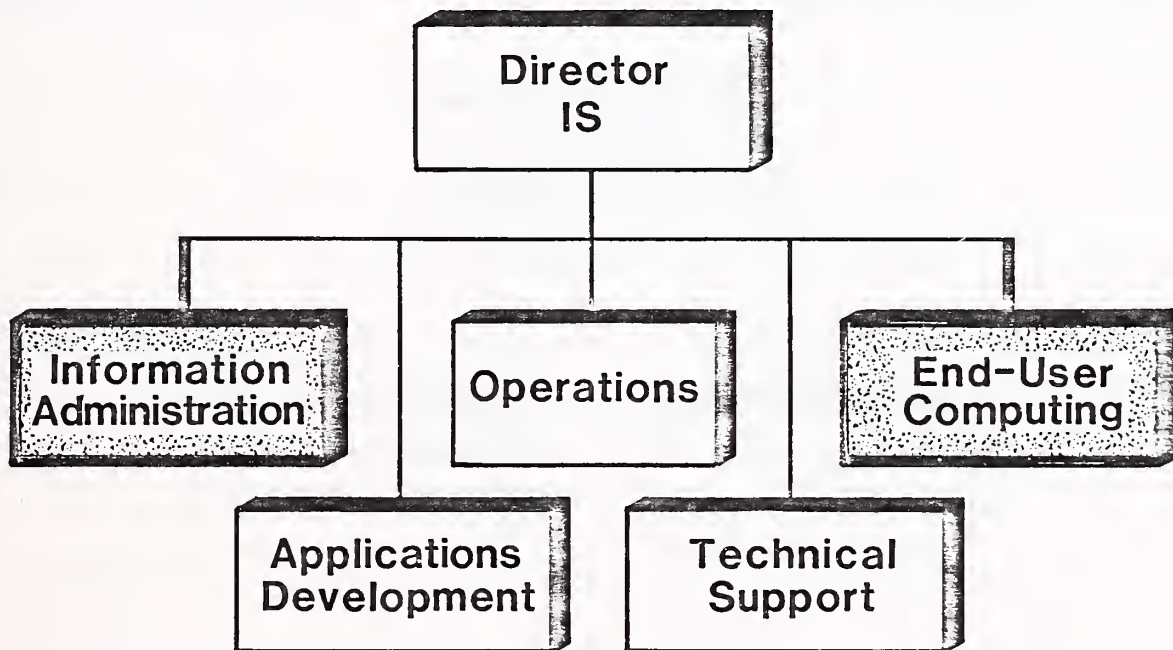 Director
IS
Information
Administration
Operations
End-User
Computing
Applications
Development
Technical
Support